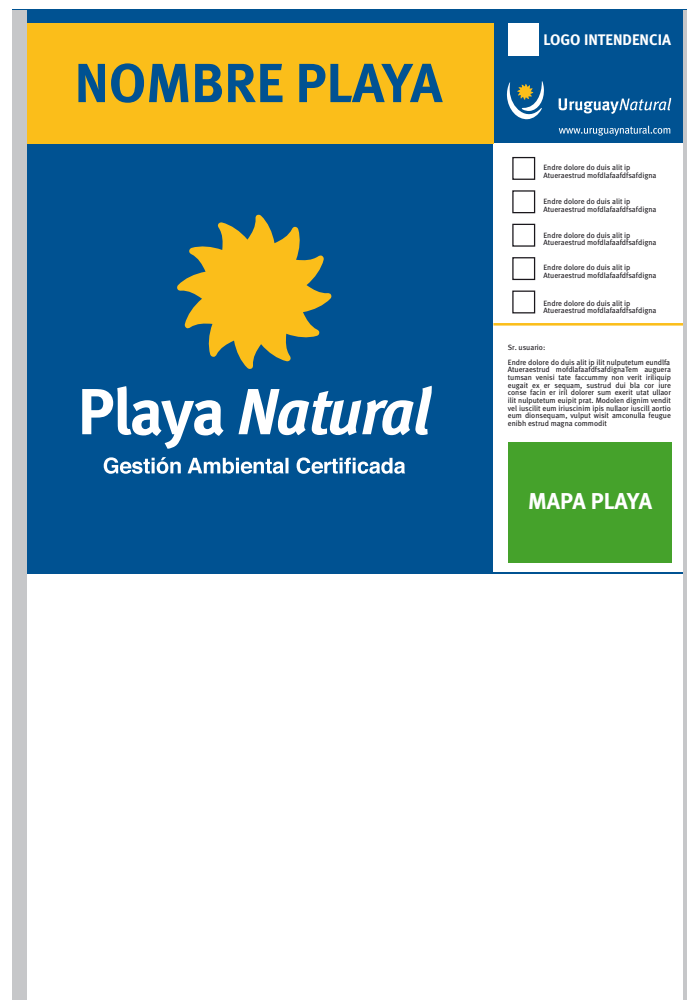 NOMBRE PLAYA
LOGO INTENDENCIA
UruguayNatural
www.uruguaynatural.com
Playa Natural
Gestión Ambiental Certificada
Endre dolore do duis alit ip
Atueraestrud mofdlafaafdfsafdigna
Endre dolore do duis alit ip
Atueraestrud mofdlafaafdfsafdigna
Endre dolore do duis alit ip
Atueraestrud mofdlafaafdfsafdigna
Endre dolore do duis alit ip
Atueraestrud mofdlafaafdfsafdigna
Endre dolore do duis alit ip
Atueraestrud mofdlafaafdfsafdigna
Sr. usuario:
Endre dolore do duis alit ip ilit nulputetum eundlfa
Atueraestrud mofdlafaafdfsafdignaTem auguera
tumsan venisi tate faccummy non verit iriliquip
eugait ex er sequam, sustrud dui bla cor iure
conse facin er iril dolorer sum exerit utat ullaor
ilit nulputetum euipit prat. Modolen dignim vendit
vel iuscilit eum iriuscinim ipis nullaor iuscill aortio
eum dionsequam, vulput wisit amconulla feugue
enibh estrud magna commodit
MAPA PLAYA